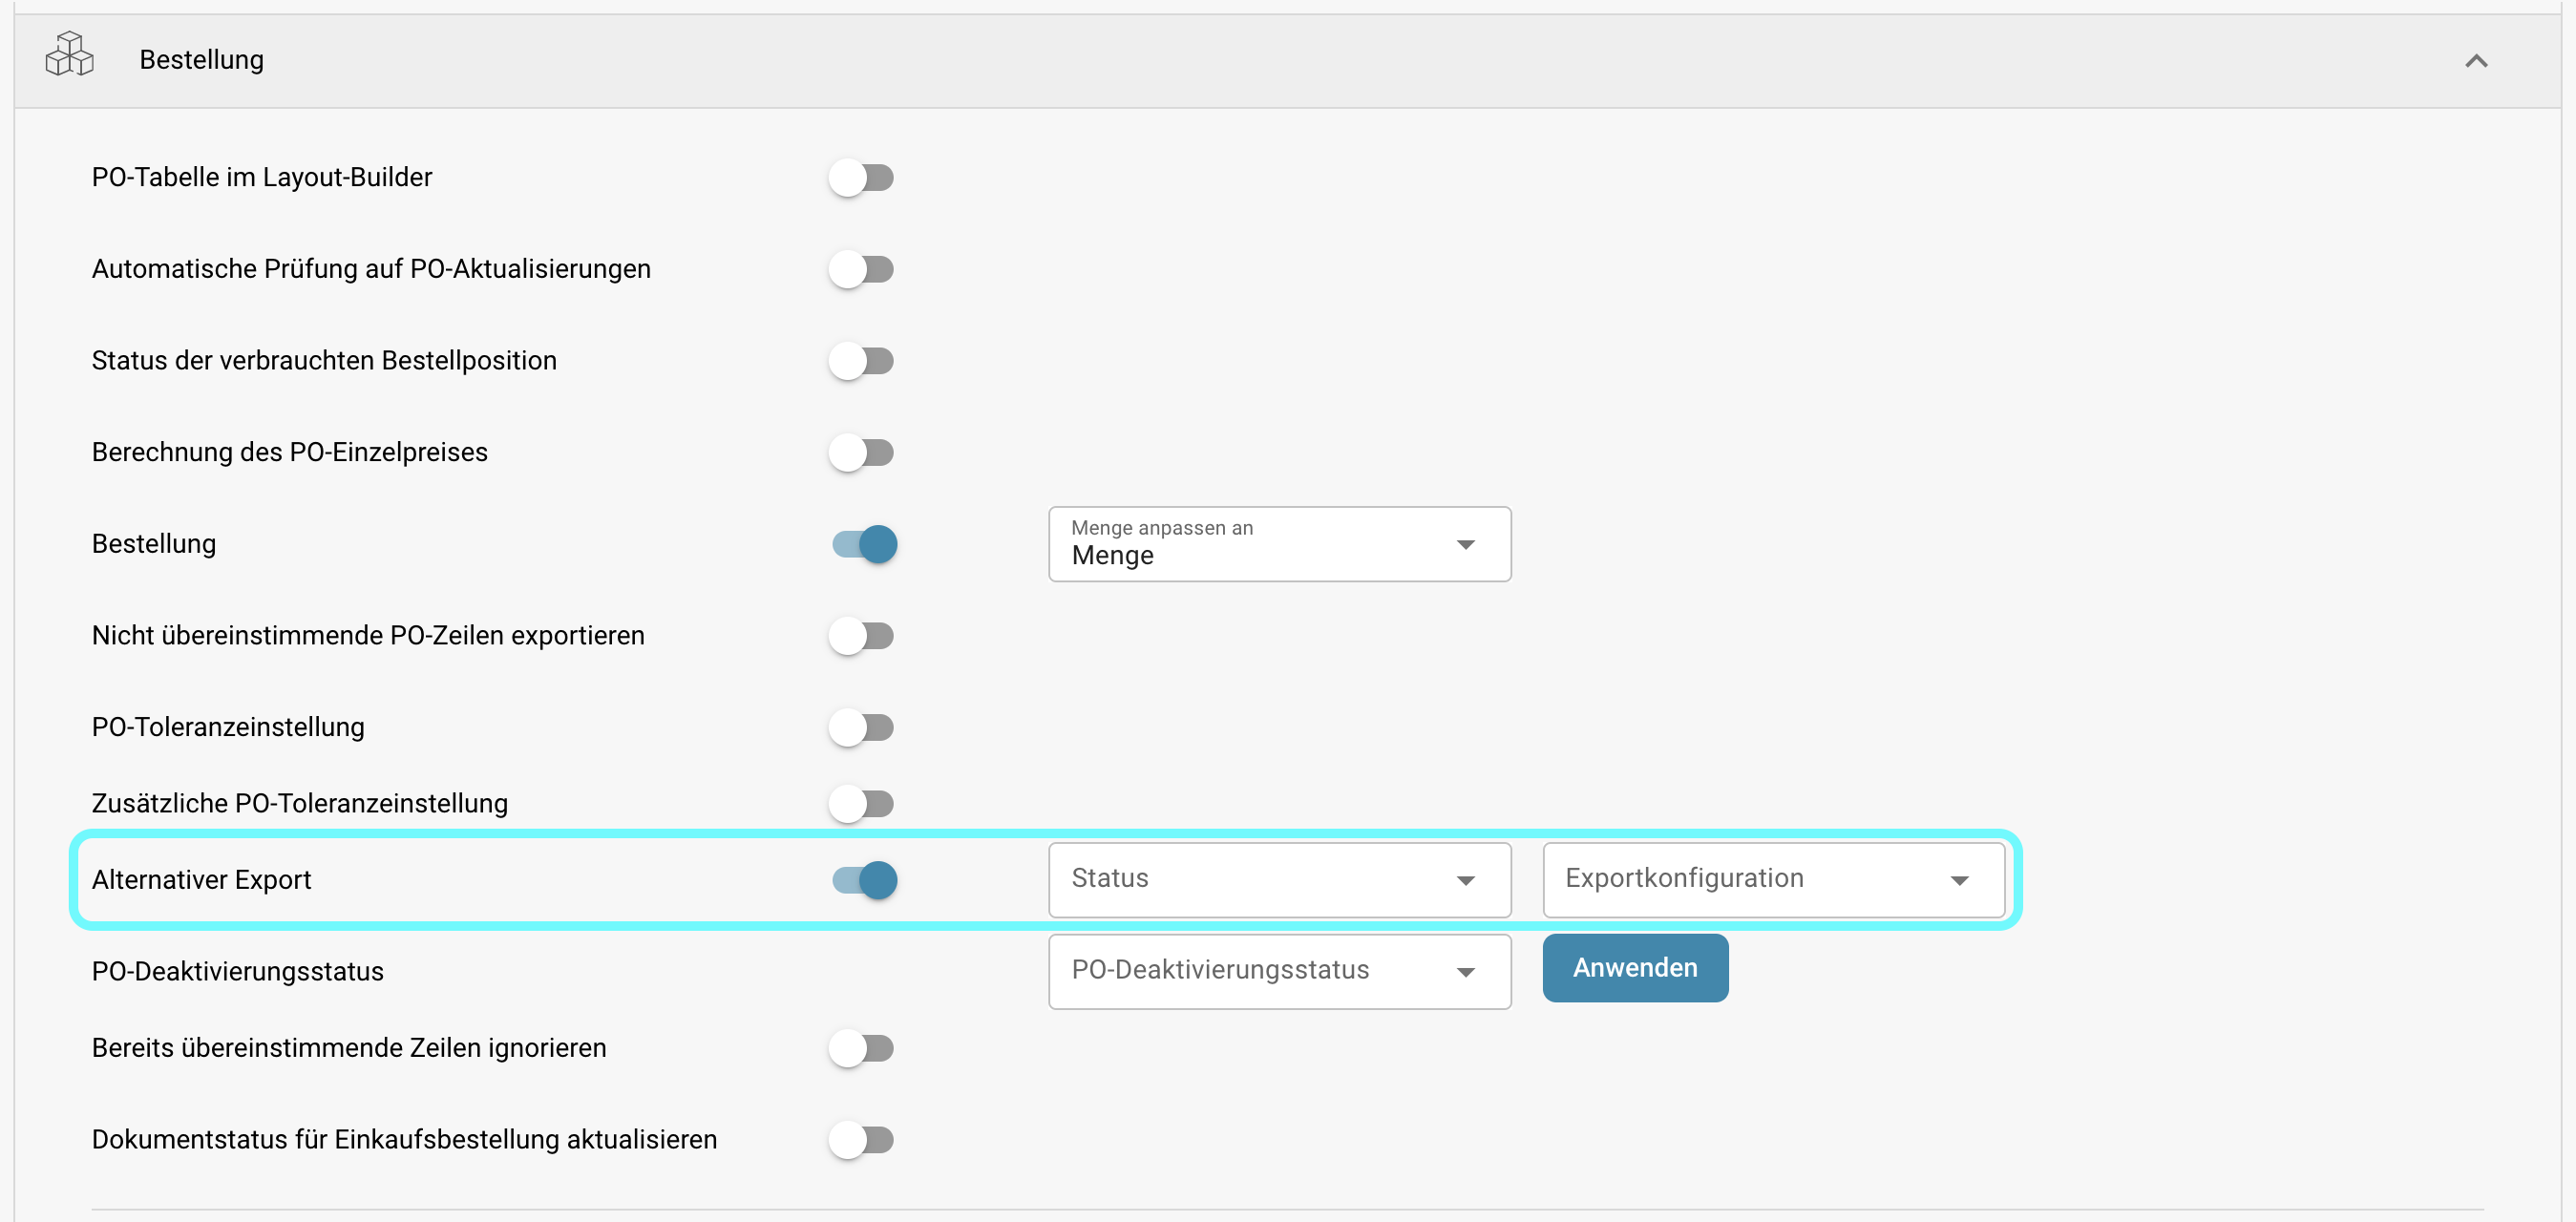 Bestellung
PO-Tabelle im Layout-Builder
Automatische Prüfung auf PO-Aktualisierungen
Status der verbrauchten Bestellposition
Berechnung des PO-Einzelpreises
Bestellung
Menge anpassen an
Menge
Nicht übereinstimmende PO-Zeilen exportieren
PO-Toleranzeinstellung
Zusätzliche PO-Toleranzeinstellung
Alternativer Export
Status
Exportkonfiguration
PO-Deaktivierungsstatus
PO-Deaktivierungsstatus
Anwenden
Bereits übereinstimmende Zeilen ignorieren
Dokumentstatus für Einkaufsbestellung aktualisieren